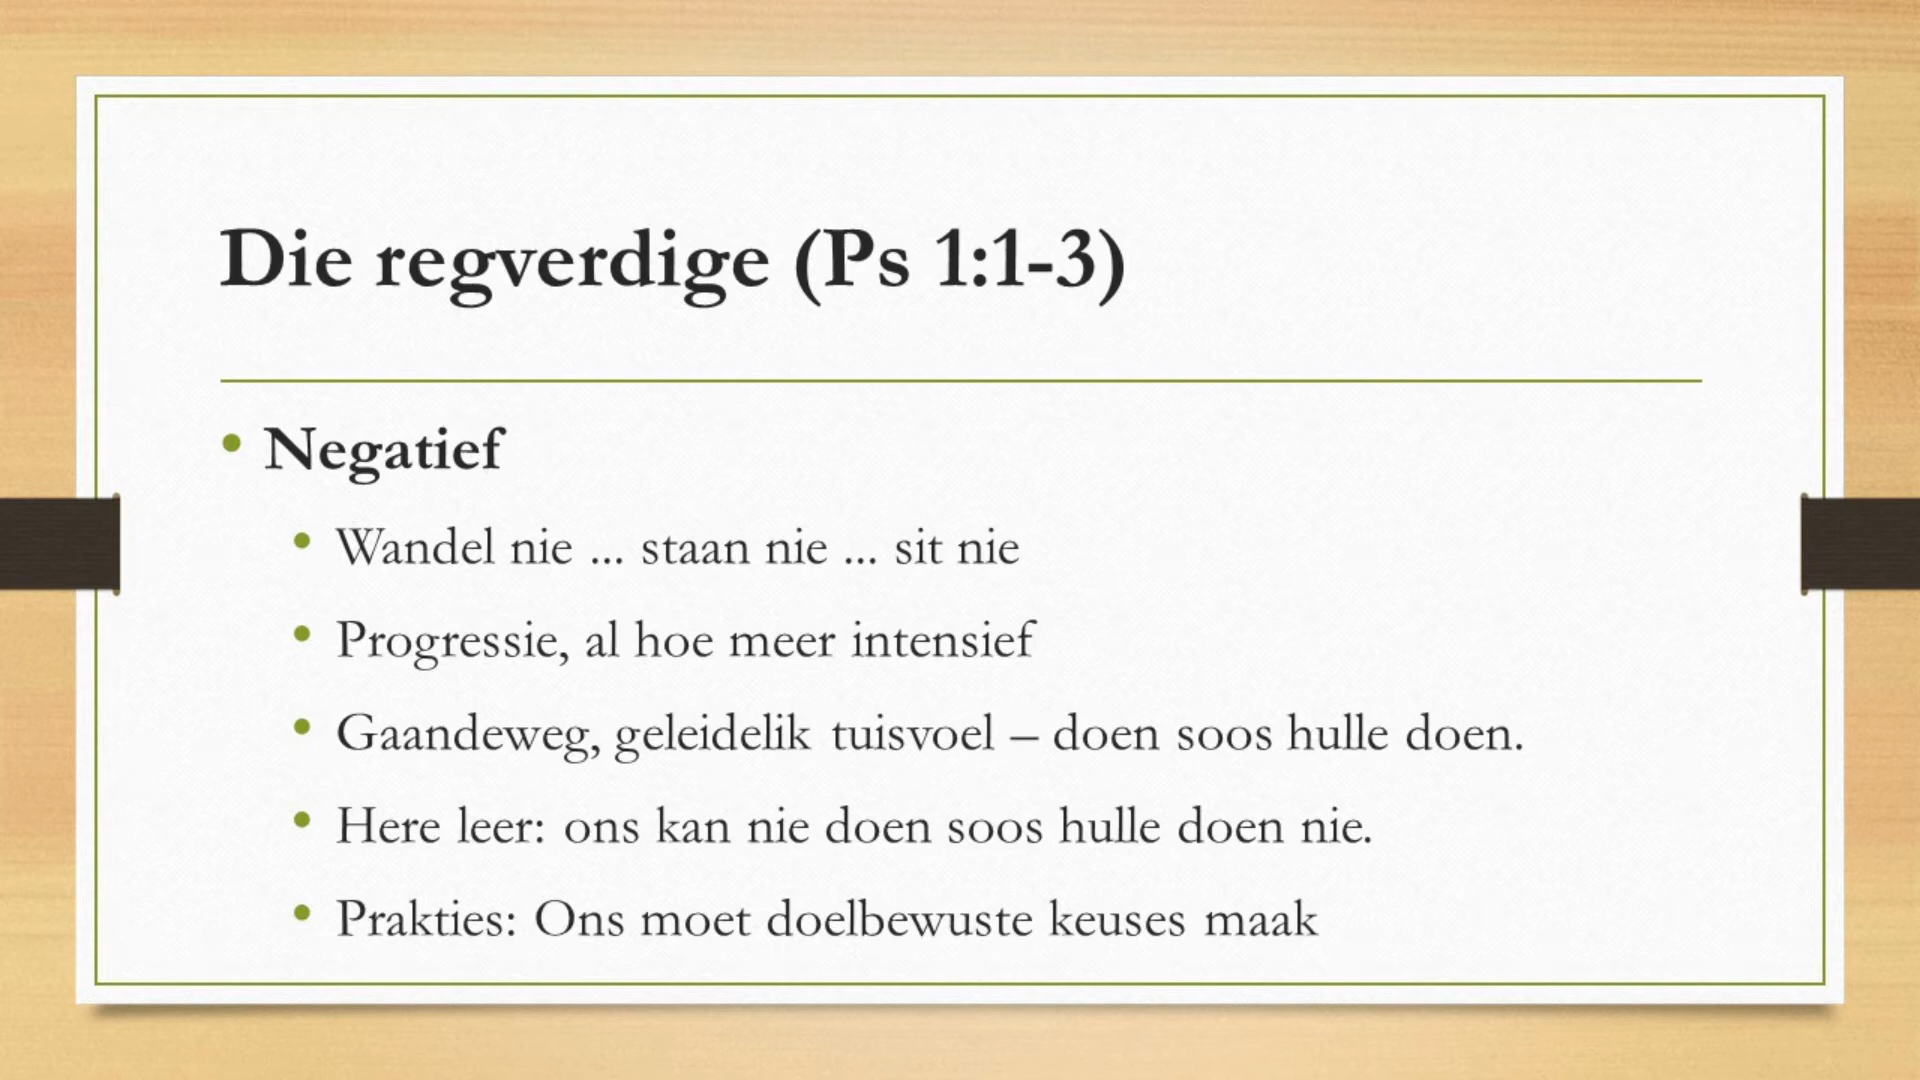 Die regverdige (Ps 1:1-3)
• Negatief
• Wandel nie ... staan nie ... sit nie
• Progressie, al hoe meer intensief
• Gaandeweg, geleidelik tuisvoel – doen soos hulle doen.
• Here leer: ons kan nie doen soos hulle doen nie.
• Prakties: Ons moet doelbewuste keuses maak